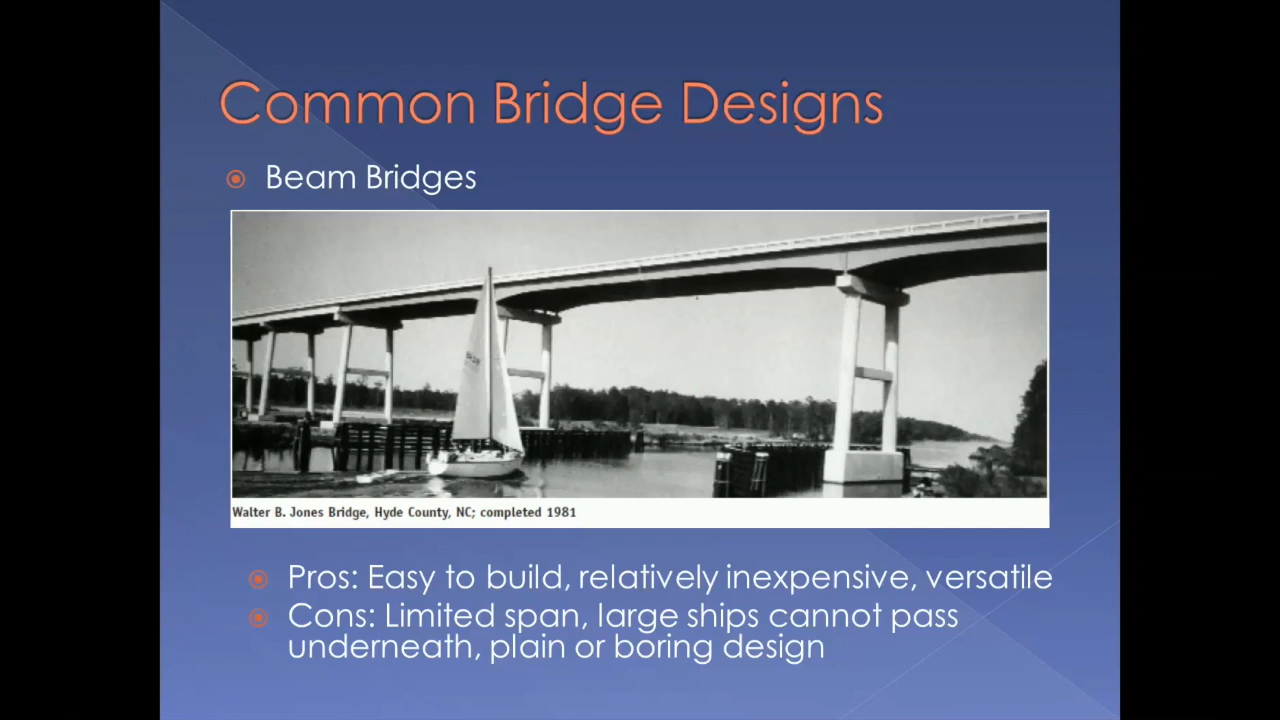 Common Bridge Designs
Beam Bridges
Walter B. Jones Bridge, Hyde County, NC; completed 1981
Pros: Easy to build, relatively inexpensive, versatile
Cons: Limited span, large ships cannot pass
underneath, plain or boring design